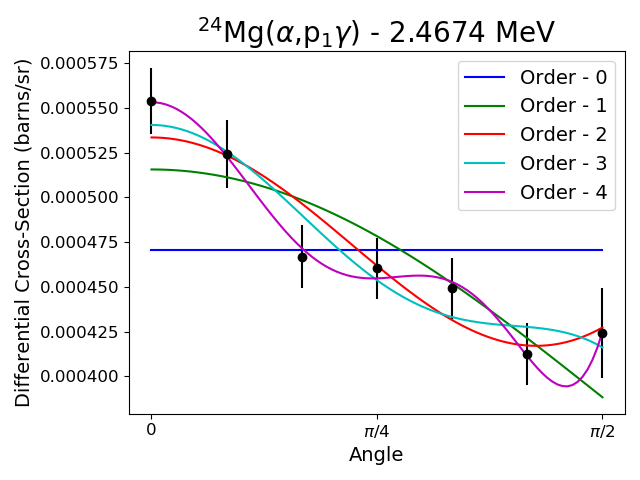 ²⁴Mg(α,p₁γ) - 2.4674 MeV
Differential Cross-Section (barns/sr)
0.000575
0.000550
0.000525
0.000500
0.000475
0.000450
0.000425
0.000400
Order - 0
Order - 1
Order - 2
Order - 3
Order - 4
0
π/4
π/2
Angle